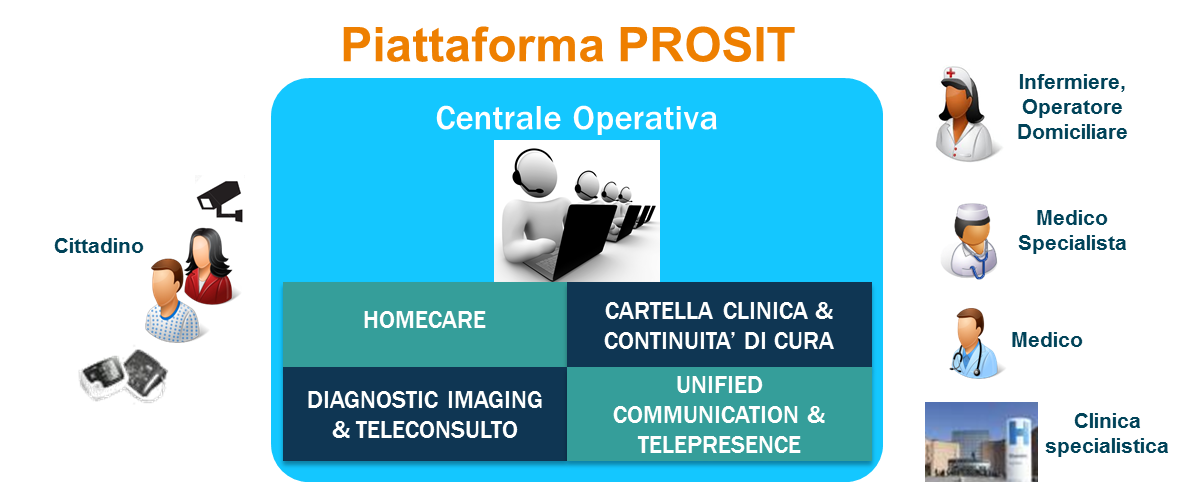 Piattaforma PROSIT
Centrale Operativa
Cittadino
HOMECARE
CARTELLA CLINICA &
CONTINUITA’ DI CURA
DIAGNOSTIC IMAGING
& TELECONSULTO
UNIFIED
COMMUNICATION &
TELEPRESENCE
Infermiere,
Operatore
Domiciliare
Medico
Specialista
Medico
Clinica
specialistica
H